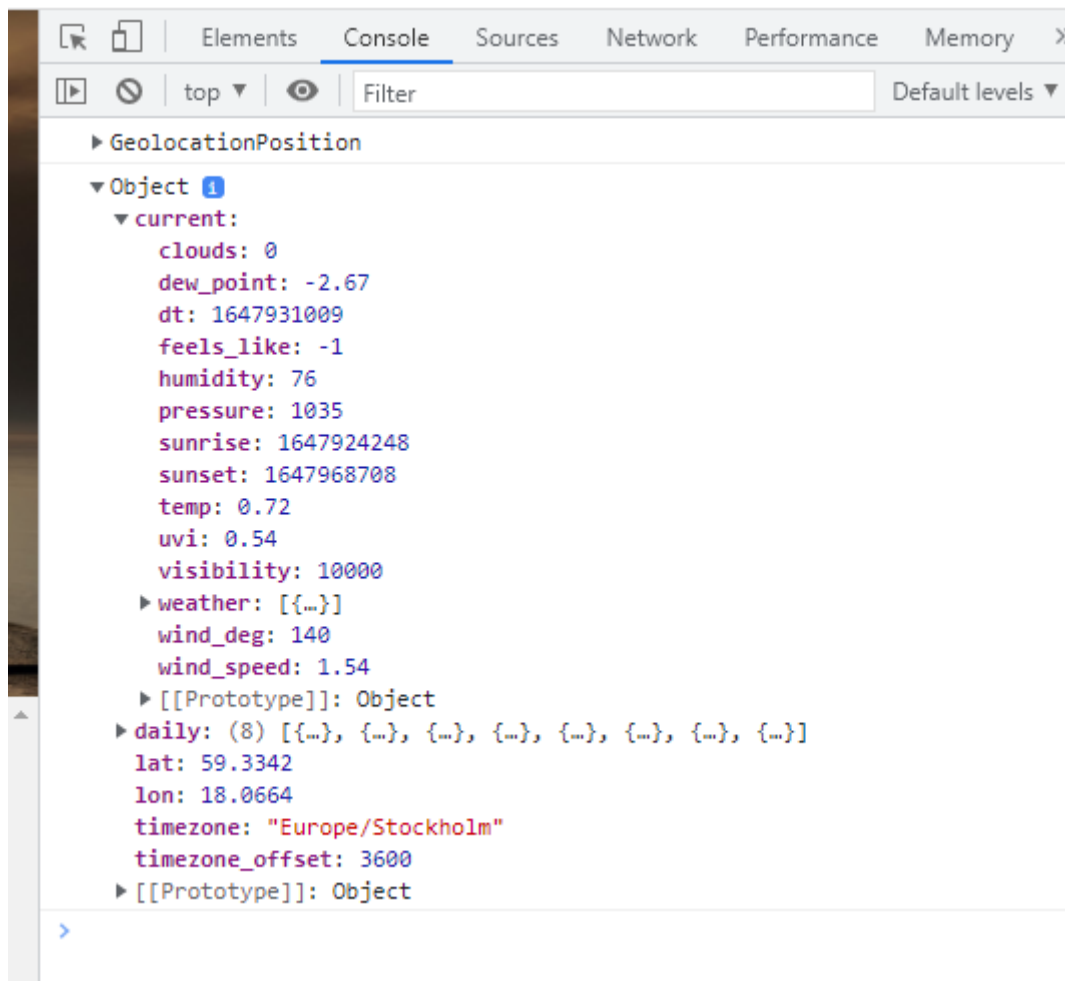 Elements Console Sources Network Performance Memory
top Filter Default levels
GeolocationPosition
Object i
current:
clouds: 0
dew_point: -2.67
dt: 1647931009
feels_like: -1
humidity: 76
pressure: 1035
sunrise: 1647924248
sunset: 1647968708
temp: 0.72
uvi: 0.54
visibility: 10000
weather: [{…}]
wind_deg: 140
wind_speed: 1.54
[[Prototype]]: Object
daily: (8) [{…}, {…}, {…}, {…}, {…}, {…}, {…}, {…}]
lat: 59.3342
lon: 18.0664
timezone: "Europe/Stockholm"
timezone_offset: 3600
[[Prototype]]: Object